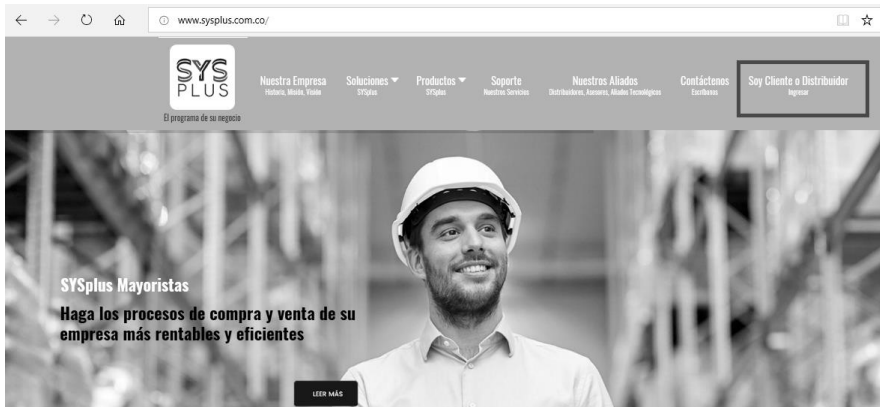 www.sysplus.com.co/
SYS
PLUS
El programa de su negocio
Nuestra Empresa
Historia, Misión, Visión
Soluciones
SYSplus
Productos
SYSplus
Soporte
Nuestros Servicios
Nuestros Aliados
Distribuidores, Asesores, Aliados Tecnológicos
Contáctenos
Escríbanos
Soy Cliente o Distribuidor
Ingresar
SYSplus Mayoristas
Haga los procesos de compra y venta de su
empresa más rentables y eficientes
LEER MÁS